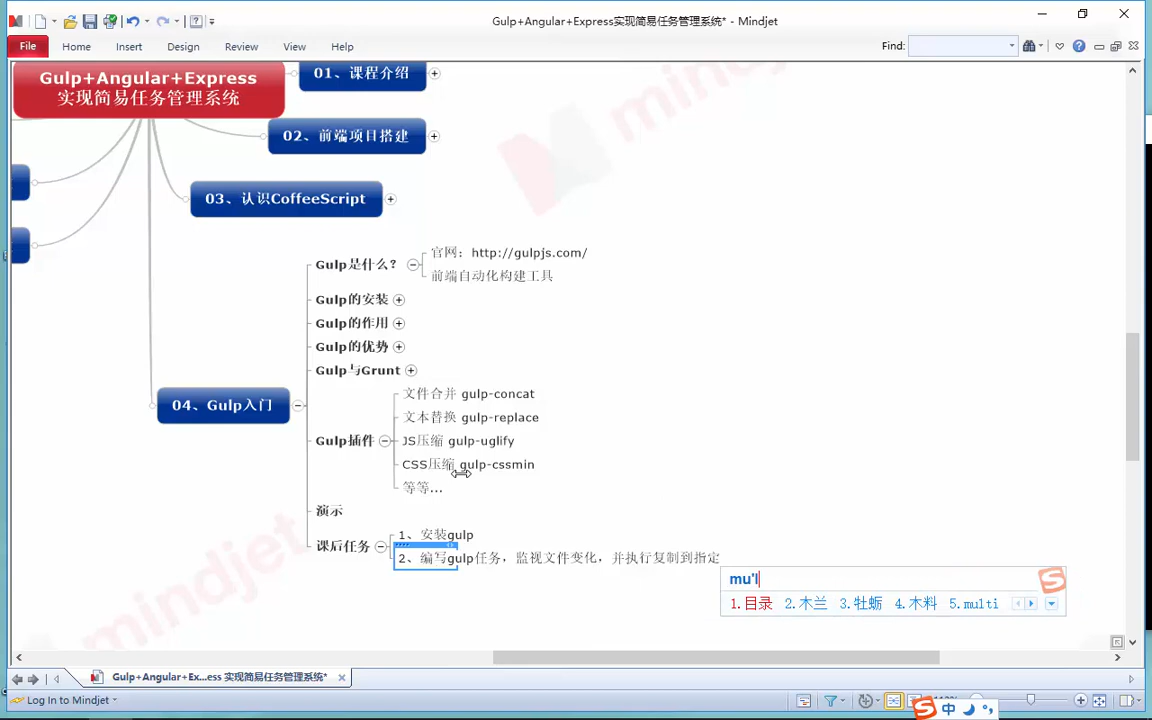 Gulp+Angular+Express实现简易任务管理系统* - Mindjet
File Home Insert Design Review View Help Find:
Gulp+Angular+Express
实现简易任务管理系统
01、课程介绍
02、前端项目搭建
03、认识CoffeeScript
04、Gulp入门
Gulp是什么？
官网：http://gulpjs.com/
前端自动化构建工具
Gulp的安装
Gulp的作用
Gulp的优势
Gulp与Grunt
Gulp插件
文件合并 gulp-concat
文本替换 gulp-replace
JS压缩 gulp-uglify
CSS压缩 gulp-cssmin
等等...
演示
课后任务
1、安装gulp
2、编写gulp任务，监视文件变化，并执行复制到指定
mu'l
1.目录 2.木兰 3.牡蛎 4.木料 5.multi
mindjet
mindjet
Gulp+Angular+Ex...ess 实现简易任务管理系统*
Log In to Mindjet
中